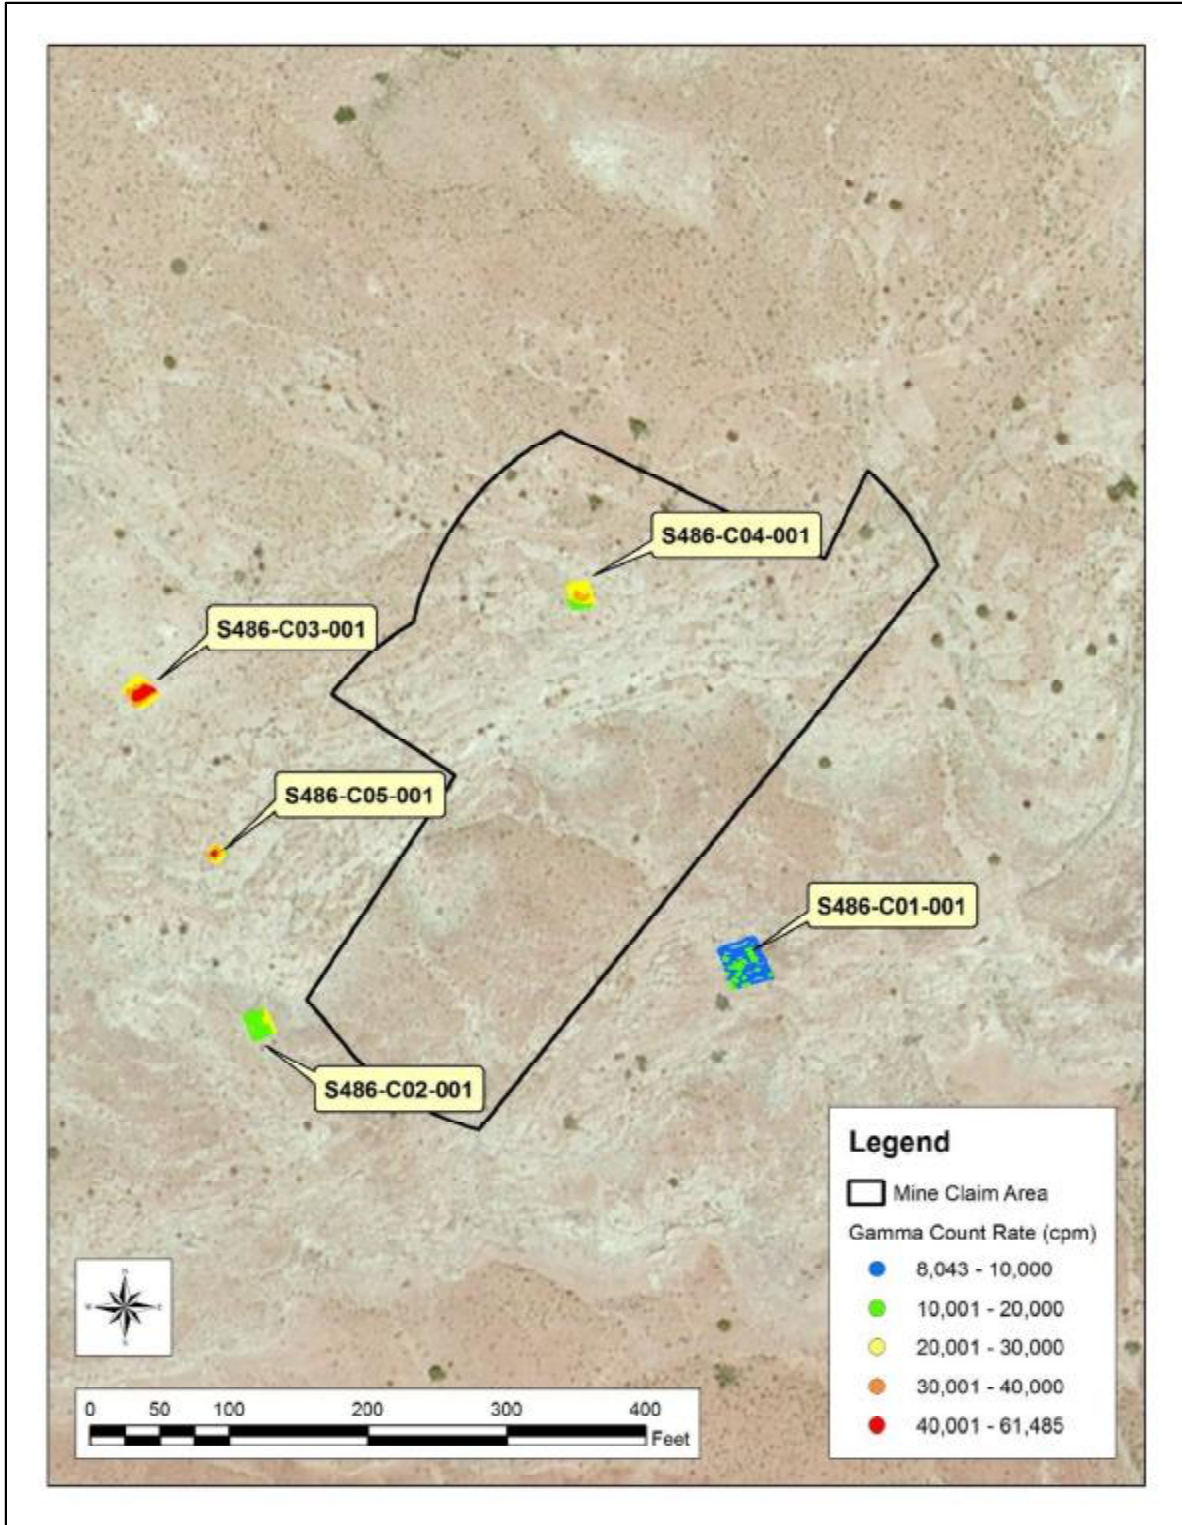 S486-C04-001
S486-C03-001
S486-C05-001
S486-C01-001
S486-C02-001
Legend
Mine Claim Area
Gamma Count Rate (cpm)
8,043 - 10,000
10,001 - 20,000
20,001 - 30,000
30,001 - 40,000
40,001 - 61,485
0 50 100 200 300 400
Feet